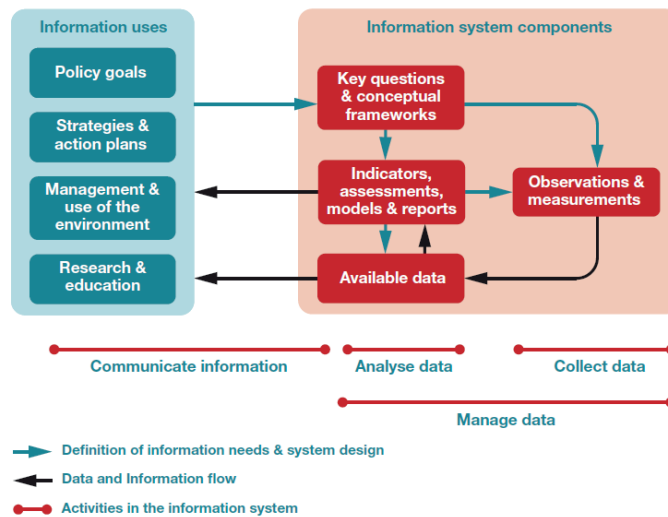 Information uses
Policy goals
Strategies &
action plans
Management &
use of the
environment
Research &
education
Information system components
Key questions
& conceptual
frameworks
Indicators,
assessments,
models & reports
Observations &
measurements
Available data
Communicate information
Analyse data
Collect data
Manage data
Definition of information needs & system design
Data and Information flow
Activities in the information system